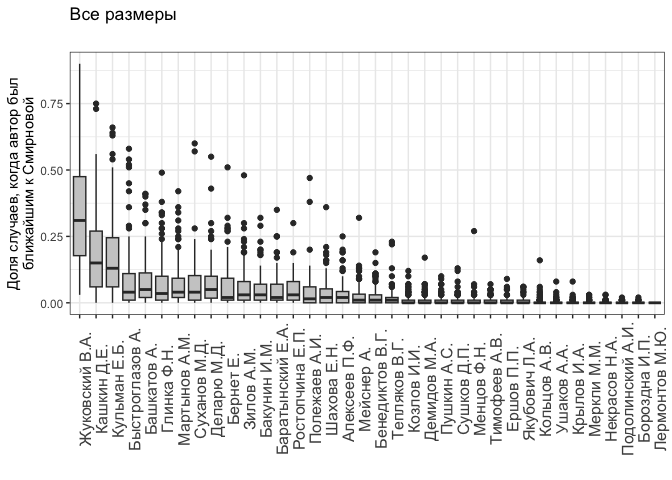 Все размеры
Доля случаев, когда автор был
ближайшим к Смирновой
0.75
0.50
0.25
0.00
Жуковский В.А.
Кашкин Д.Е.
Кульман Е.Б.
Быстроглазов А.
Башкатов А.
Глинка Ф.Н.
Мартынов А.М.
Суханов М.Д.
Деларю М.Д.
Бернет Е.
Зилов А.М.
Бакунин И.М.
Баратынский Е.А.
Ростопчина Е.П.
Полежаев А.И.
Шахова Е.Н.
Алексеев П.Ф.
Мейснер А.
Бенедиктов В.Г.
Тепляков В.Г.
Козлов И.И.
Демидов М.А.
Пушкин А.С.
Сушков Д.П.
Менцов Ф.Н.
Тимофеев А.В.
Ершов П.П.
Якубович Л.А.
Кольцов А.В.
Ушаков А.А.
Крылов И.А.
Меркли М.М.
Некрасов Н.А.
Подолинский А.И.
Бороздна И.П.
Лермонтов М.Ю.